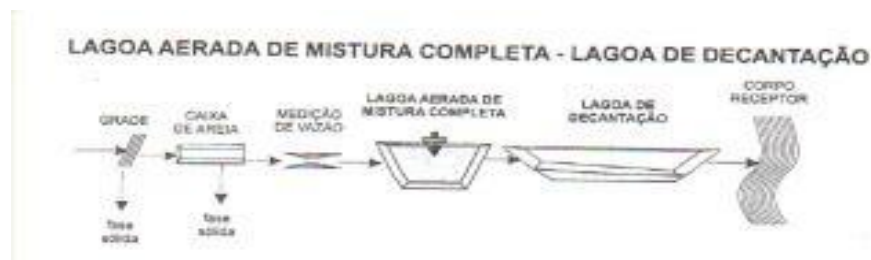 LAGOA AERADA DE MISTURA COMPLETA - LAGOA DE DECANTAÇÃO
GRADE
CAIXA
DE AREIA
MEDIÇÃO
DE VAZÃO
LAGOA AERADA DE
MISTURA COMPLETA
LAGOA DE
DECANTAÇÃO
CORPO
RECEPTOR
fase
sólida
fase
sólida